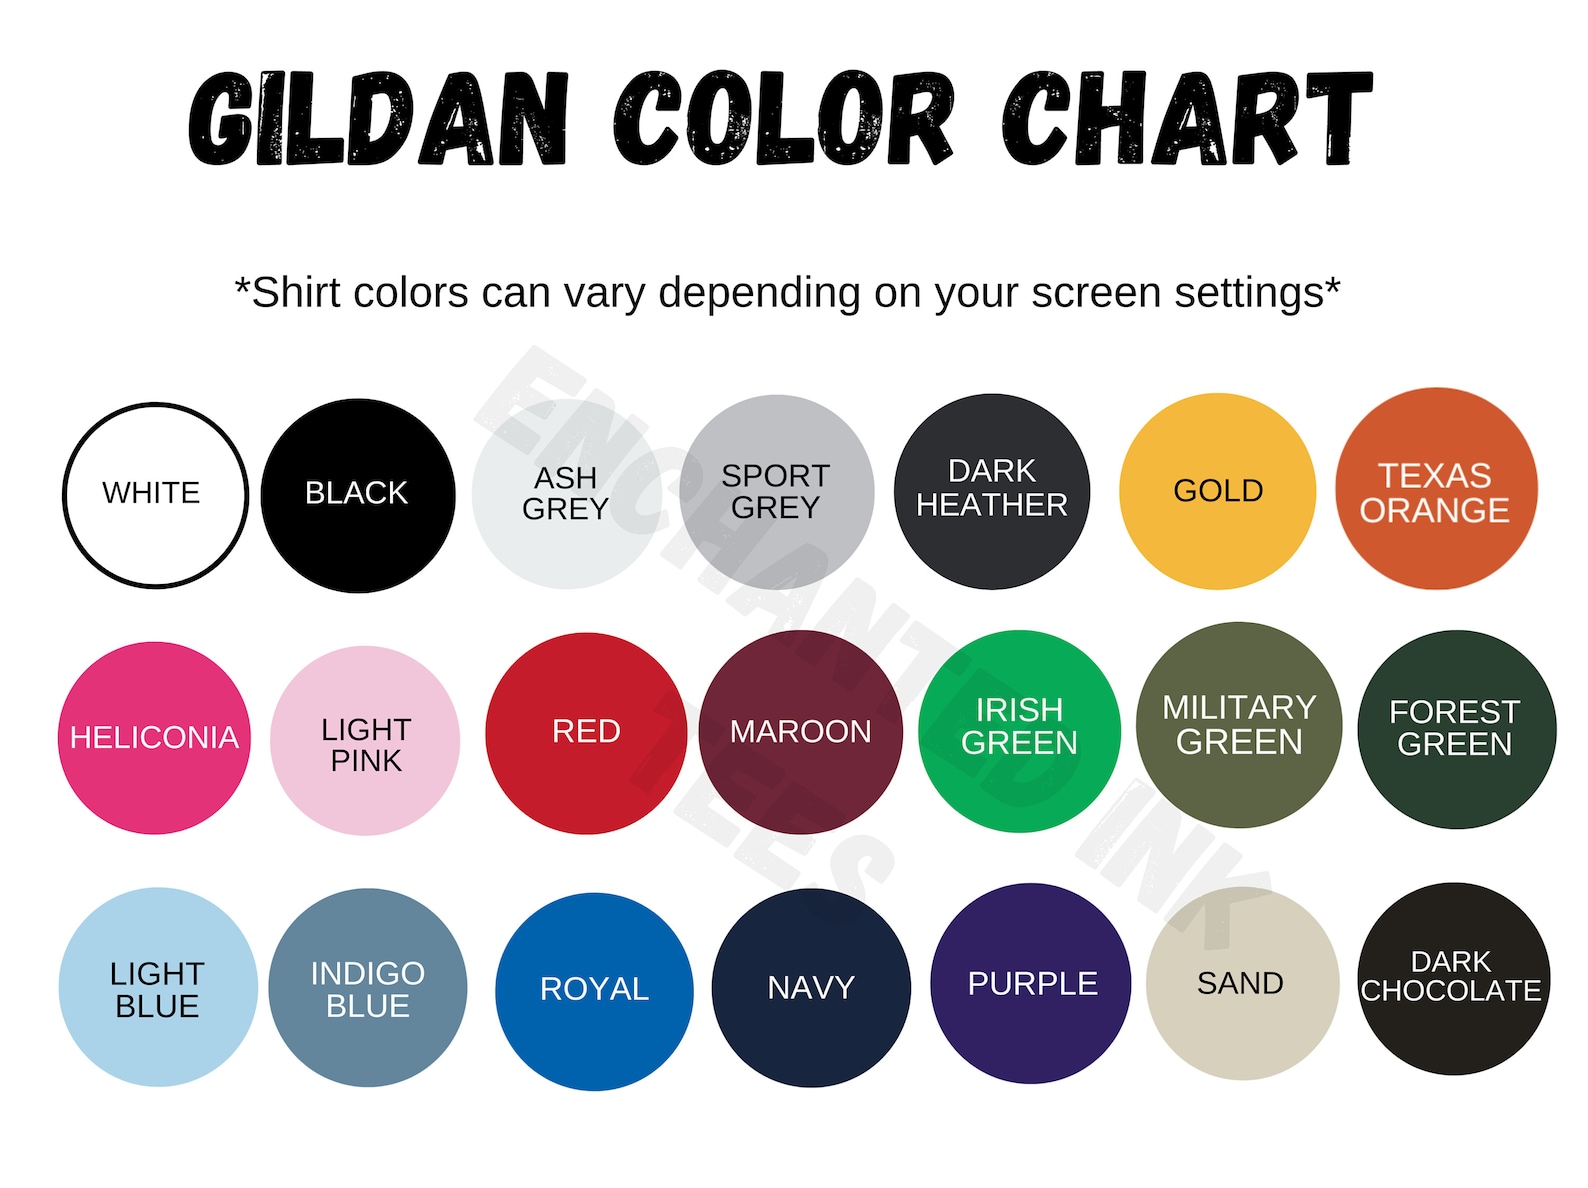 GILDAN COLOR CHART
*Shirt colors can vary depending on your screen settings*
WHITE
BLACK
ASH
GREY
SPORT
GREY
DARK
HEATHER
GOLD
TEXAS
ORANGE
HELICONIA
LIGHT
PINK
RED
MAROON
IRISH
GREEN
MILITARY
GREEN
FOREST
GREEN
LIGHT
BLUE
INDIGO
BLUE
ROYAL
NAVY
PURPLE
SAND
DARK
CHOCOLATE
ENCHANTED INK
TEES